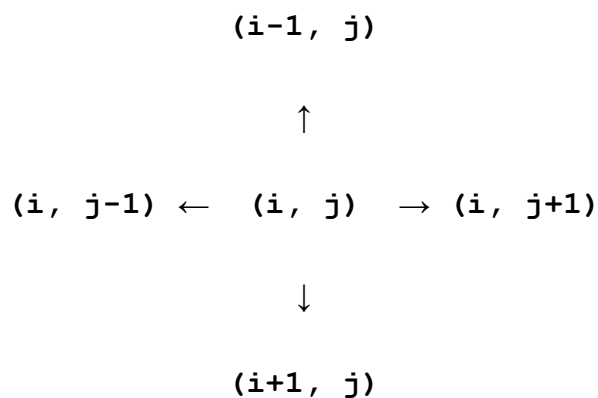 (i-1, j)
↑
(i, j-1) ← (i, j) → (i, j+1)
↓
(i+1, j)